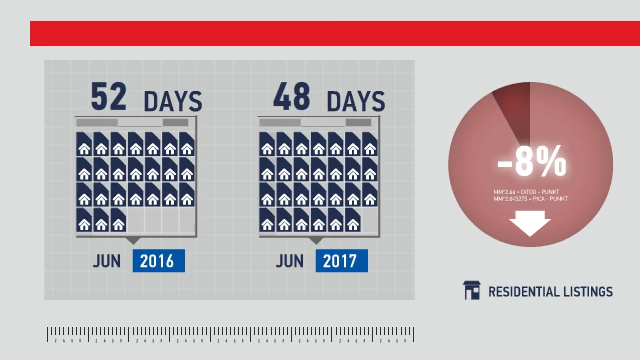 52 DAYS
48 DAYS
JUN 2016
JUN 2017
-8%
RESIDENTIAL LISTINGS